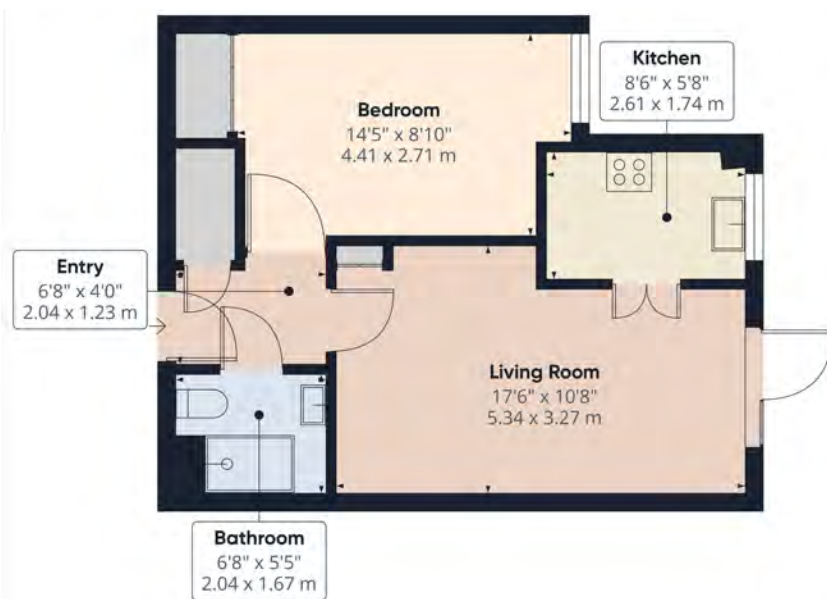 Bedroom
14'5" x 8'10"
4.41 x 2.71 m
Kitchen
8'6" x 5'8"
2.61 x 1.74 m
Entry
6'8" x 4'0"
2.04 x 1.23 m
Living Room
17'6" x 10'8"
5.34 x 3.27 m
Bathroom
6'8" x 5'5"
2.04 x 1.67 m